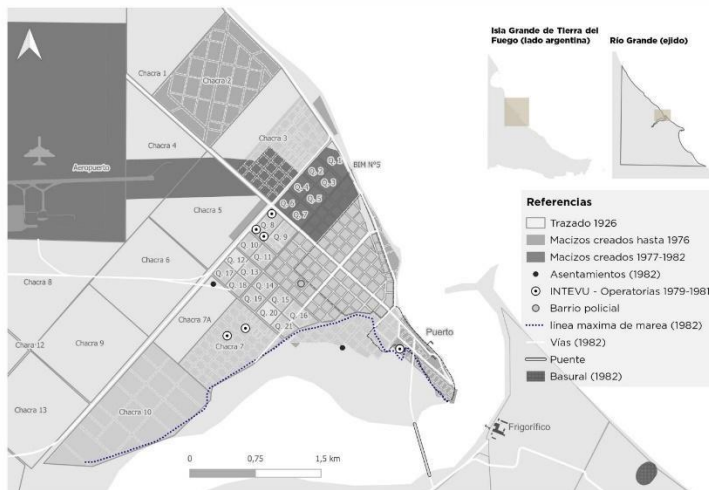 Isla Grande de Tierra del
Fuego (lado argentina)
Río Grande (ejido)
Chacra 1
Chacra 2
Chacra 3
Chacra 4
BIM N°5
Aeropuerto
Q. 1
Q. 2
Q. 3
Q. 4
Q. 5
Q. 6
Q. 7
Chacra 5
Q. 8
Q. 9
Q. 10
Q. 11
Q. 12
Q. 13
Q. 14
Q. 15
Q. 16
Q. 17
Q. 18
Q. 19
Q. 20
Q. 21
Chacra 6
Chacra 8
Chacra 7A
Chacra 7
Chacra 9
Chara 12
Chacra 10
Chacra 13
Puerto
Frigorífico
0 0,75 1,5 km
Referencias
Trazado 1926
Macizos creados hasta 1976
Macizos creados 1977-1982
Asentamientos (1982)
INTEVU - Operatorias 1979-1981
Barrio policial
línea maxima de marea (1982)
Vías (1982)
Puente
Basural (1982)